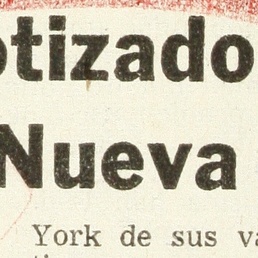 otizado
Nueva
York de sus va